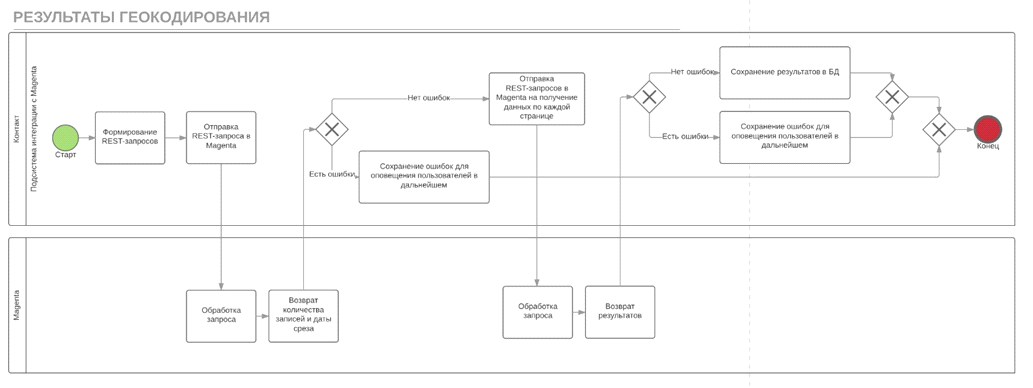 РЕЗУЛЬТАТЫ ГЕОКОДИРОВАНИЯ
Контакт
Подсистема интеграции с Magenta
Старт
Формирование
REST-запросов
Отправка
REST-запроса в
Magenta
Нет ошибок
Есть ошибки
Сохранение ошибок для
оповещения пользователей в
дальнейшем
Отправка
REST-запросов в
Magenta на получение
данных по каждой
странице
Нет ошибок
Есть ошибки
Сохранение результатов в БД
Сохранение ошибок для
оповещения пользователей в
дальнейшем
Конец
Magenta
Обработка
запроса
Возврат
количества
записей и даты
среза
Обработка
запроса
Возврат
результатов